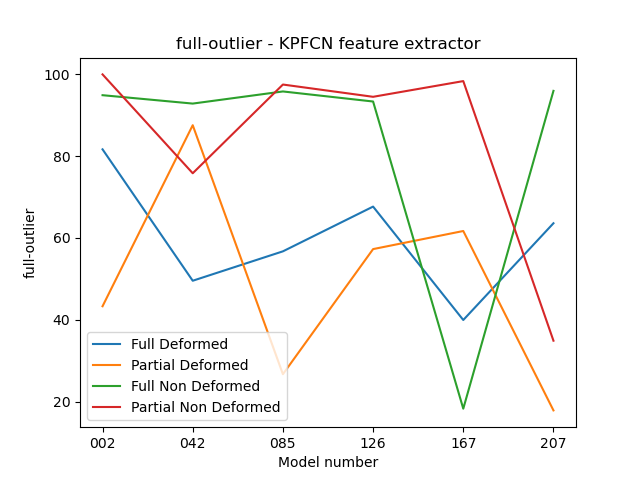 full-outlier - KPFCN feature extractor
100
80
60
40
20
full-outlier
Full Deformed
Partial Deformed
Full Non Deformed
Partial Non Deformed
002 042 085 126 167 207
Model number